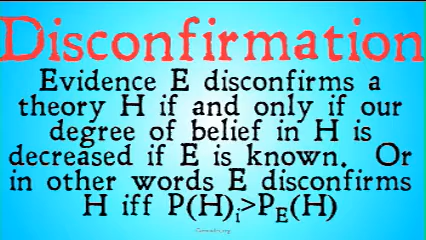 Disconfirmation
Evidence E disconfirms a
theory H if and only if our
degree of belief in H is
decreased if E is known. Or
in other words E disconfirms
H iff P(H)ᵢ>P_E(H)